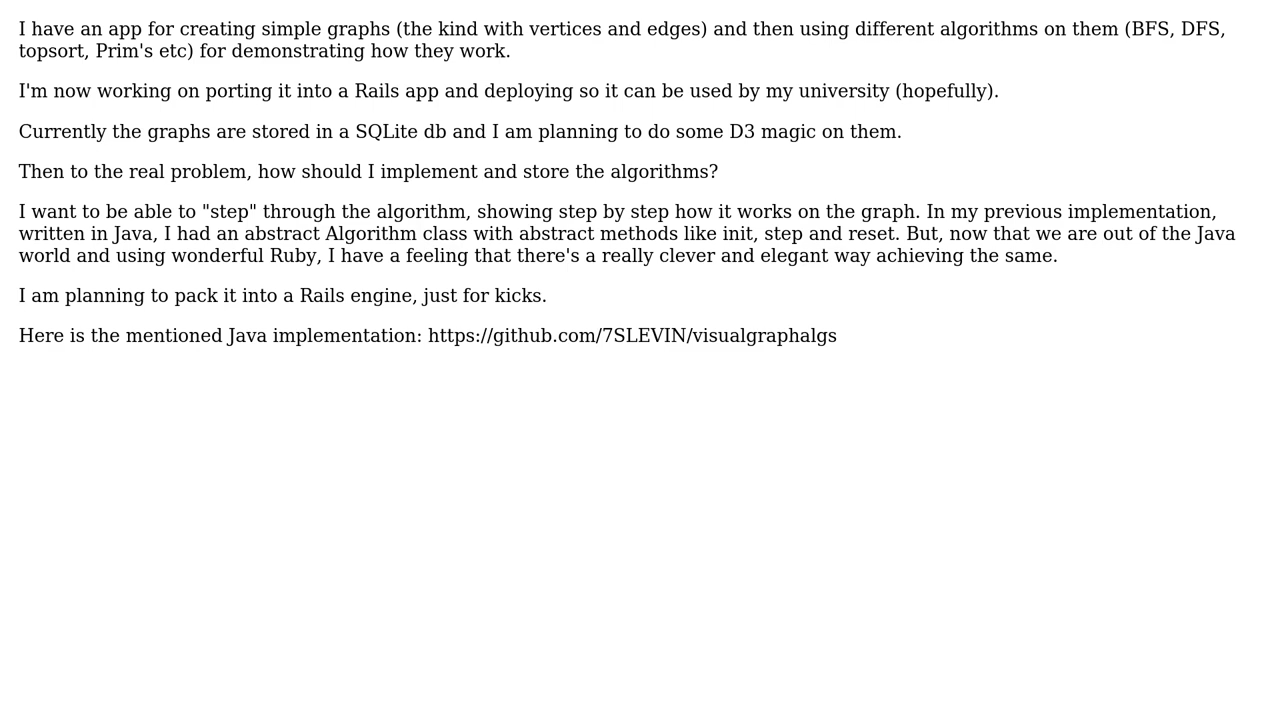 I have an app for creating simple graphs (the kind with vertices and edges) and then using different algorithms on them (BFS, DFS,
topsort, Prim's etc) for demonstrating how they work.
I'm now working on porting it into a Rails app and deploying so it can be used by my university (hopefully).
Currently the graphs are stored in a SQLite db and I am planning to do some D3 magic on them.
Then to the real problem, how should I implement and store the algorithms?
I want to be able to "step" through the algorithm, showing step by step how it works on the graph. In my previous implementation,
written in Java, I had an abstract Algorithm class with abstract methods like init, step and reset. But, now that we are out of the Java
world and using wonderful Ruby, I have a feeling that there's a really clever and elegant way achieving the same.
I am planning to pack it into a Rails engine, just for kicks.
Here is the mentioned Java implementation: https://github.com/7SLEVIN/visualgraphalgs